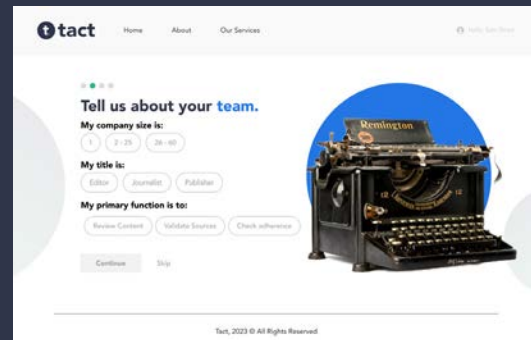 tact Home About Our Services
Tell us about your team.
My company size is:
1 2 - 25 26 - 60
My title is:
Editor Journalist Publisher
My primary function is to:
Review Content Validate Sources Check adherence
Continue Skip
Remington
Tact, 2023 © All Rights Reserved